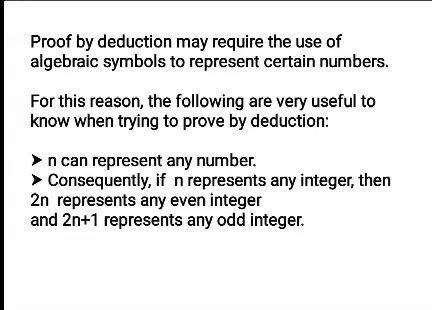 Proof by deduction may require the use of
algebraic symbols to represent certain numbers.
For this reason, the following are very useful to
know when trying to prove by deduction:
➤ n can represent any number.
➤ Consequently, if n represents any integer, then
2n represents any even integer
and 2n+1 represents any odd integer.